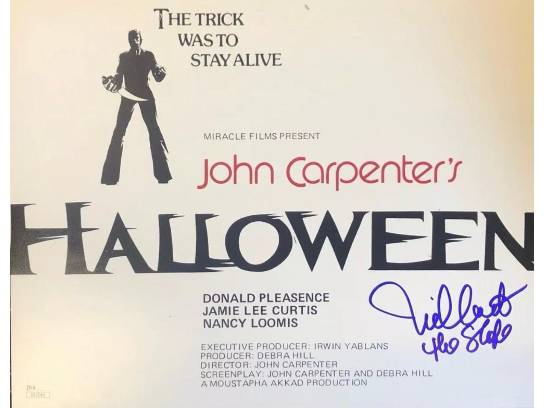 THE TRICK
WAS TO
STAY ALIVE
MIRACLE FILMS PRESENT
John Carpenter's
HALLOWEEN
DONALD PLEASENCE
JAMIE LEE CURTIS
NANCY LOOMIS
EXECUTIVE PRODUCER: IRWIN YABLANS
PRODUCER: DEBRA HILL
DIRECTOR: JOHN CARPENTER
SCREENPLAY: JOHN CARPENTER AND DEBRA HILL
A MOUSTAPHA AKKAD PRODUCTION
The Shape